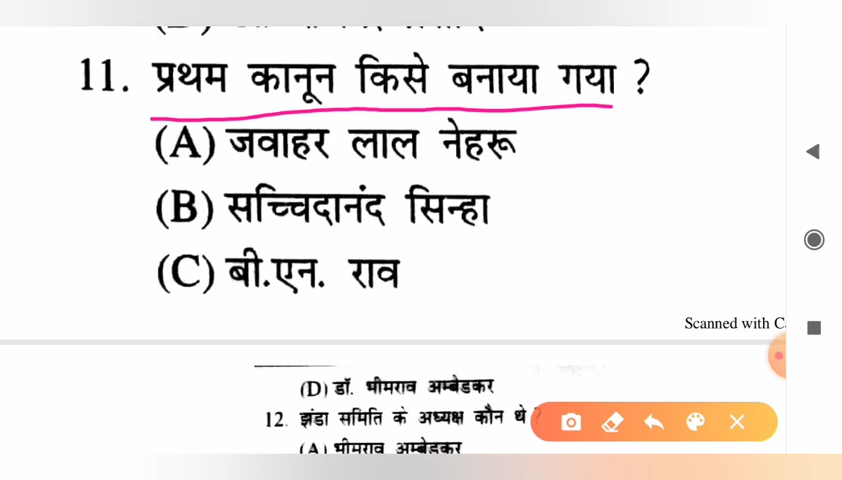 11. प्रथम कानून किसे बनाया गया ?
(A) जवाहर लाल नेहरू
(B) सच्चिदानंद सिन्हा
(C) बी.एन. राव
Scanned with C
(D) डॉ. भीमराव अम्बेडकर
12. झंडा समिति के अध्यक्ष कौन थे ?
(A) भीमराव अम्बेडकर